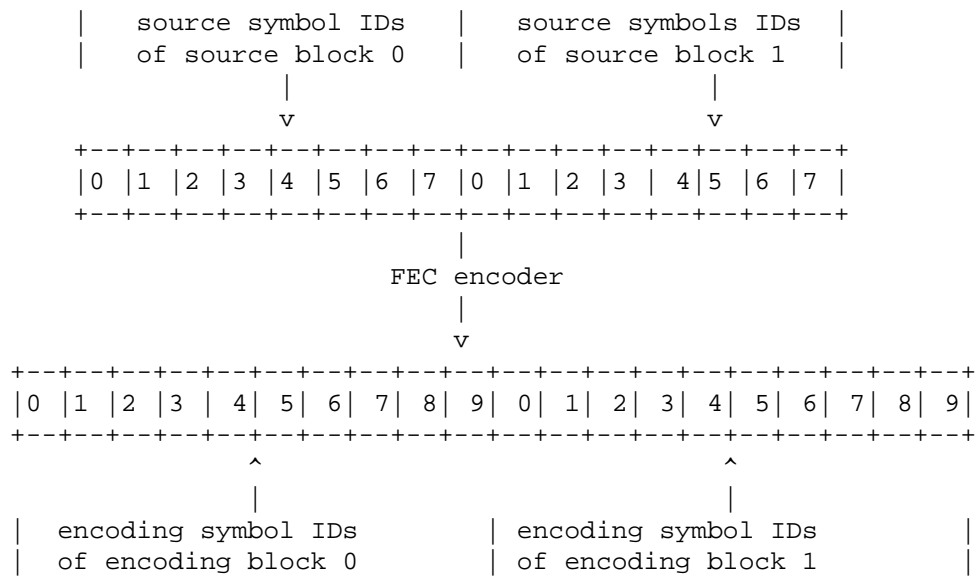 |   source symbol IDs   |   source symbols IDs  |
|   of source block 0   |   of source block 1   |
|                          |
v                          v
+--+--+--+--+--+--+--+--+--+--+--+--+--+--+--+--+
|0 |1 |2 |3 |4 |5 |6 |7 |0 |1 |2 |3 | 4|5 |6 |7 |
+--+--+--+--+--+--+--+--+--+--+--+--+--+--+--+--+
|
FEC encoder
|
v
+--+--+--+--+--+--+--+--+--+--+--+--+--+--+--+--+--+--+--+--+
|0 |1 |2 |3 | 4| 5| 6| 7| 8| 9| 0| 1| 2| 3| 4| 5| 6| 7| 8| 9|
+--+--+--+--+--+--+--+--+--+--+--+--+--+--+--+--+--+--+--+--+
^                             ^
|                             |
|  encoding symbol IDs        | encoding symbol IDs         |
|  of encoding block 0        | of encoding block 1         |